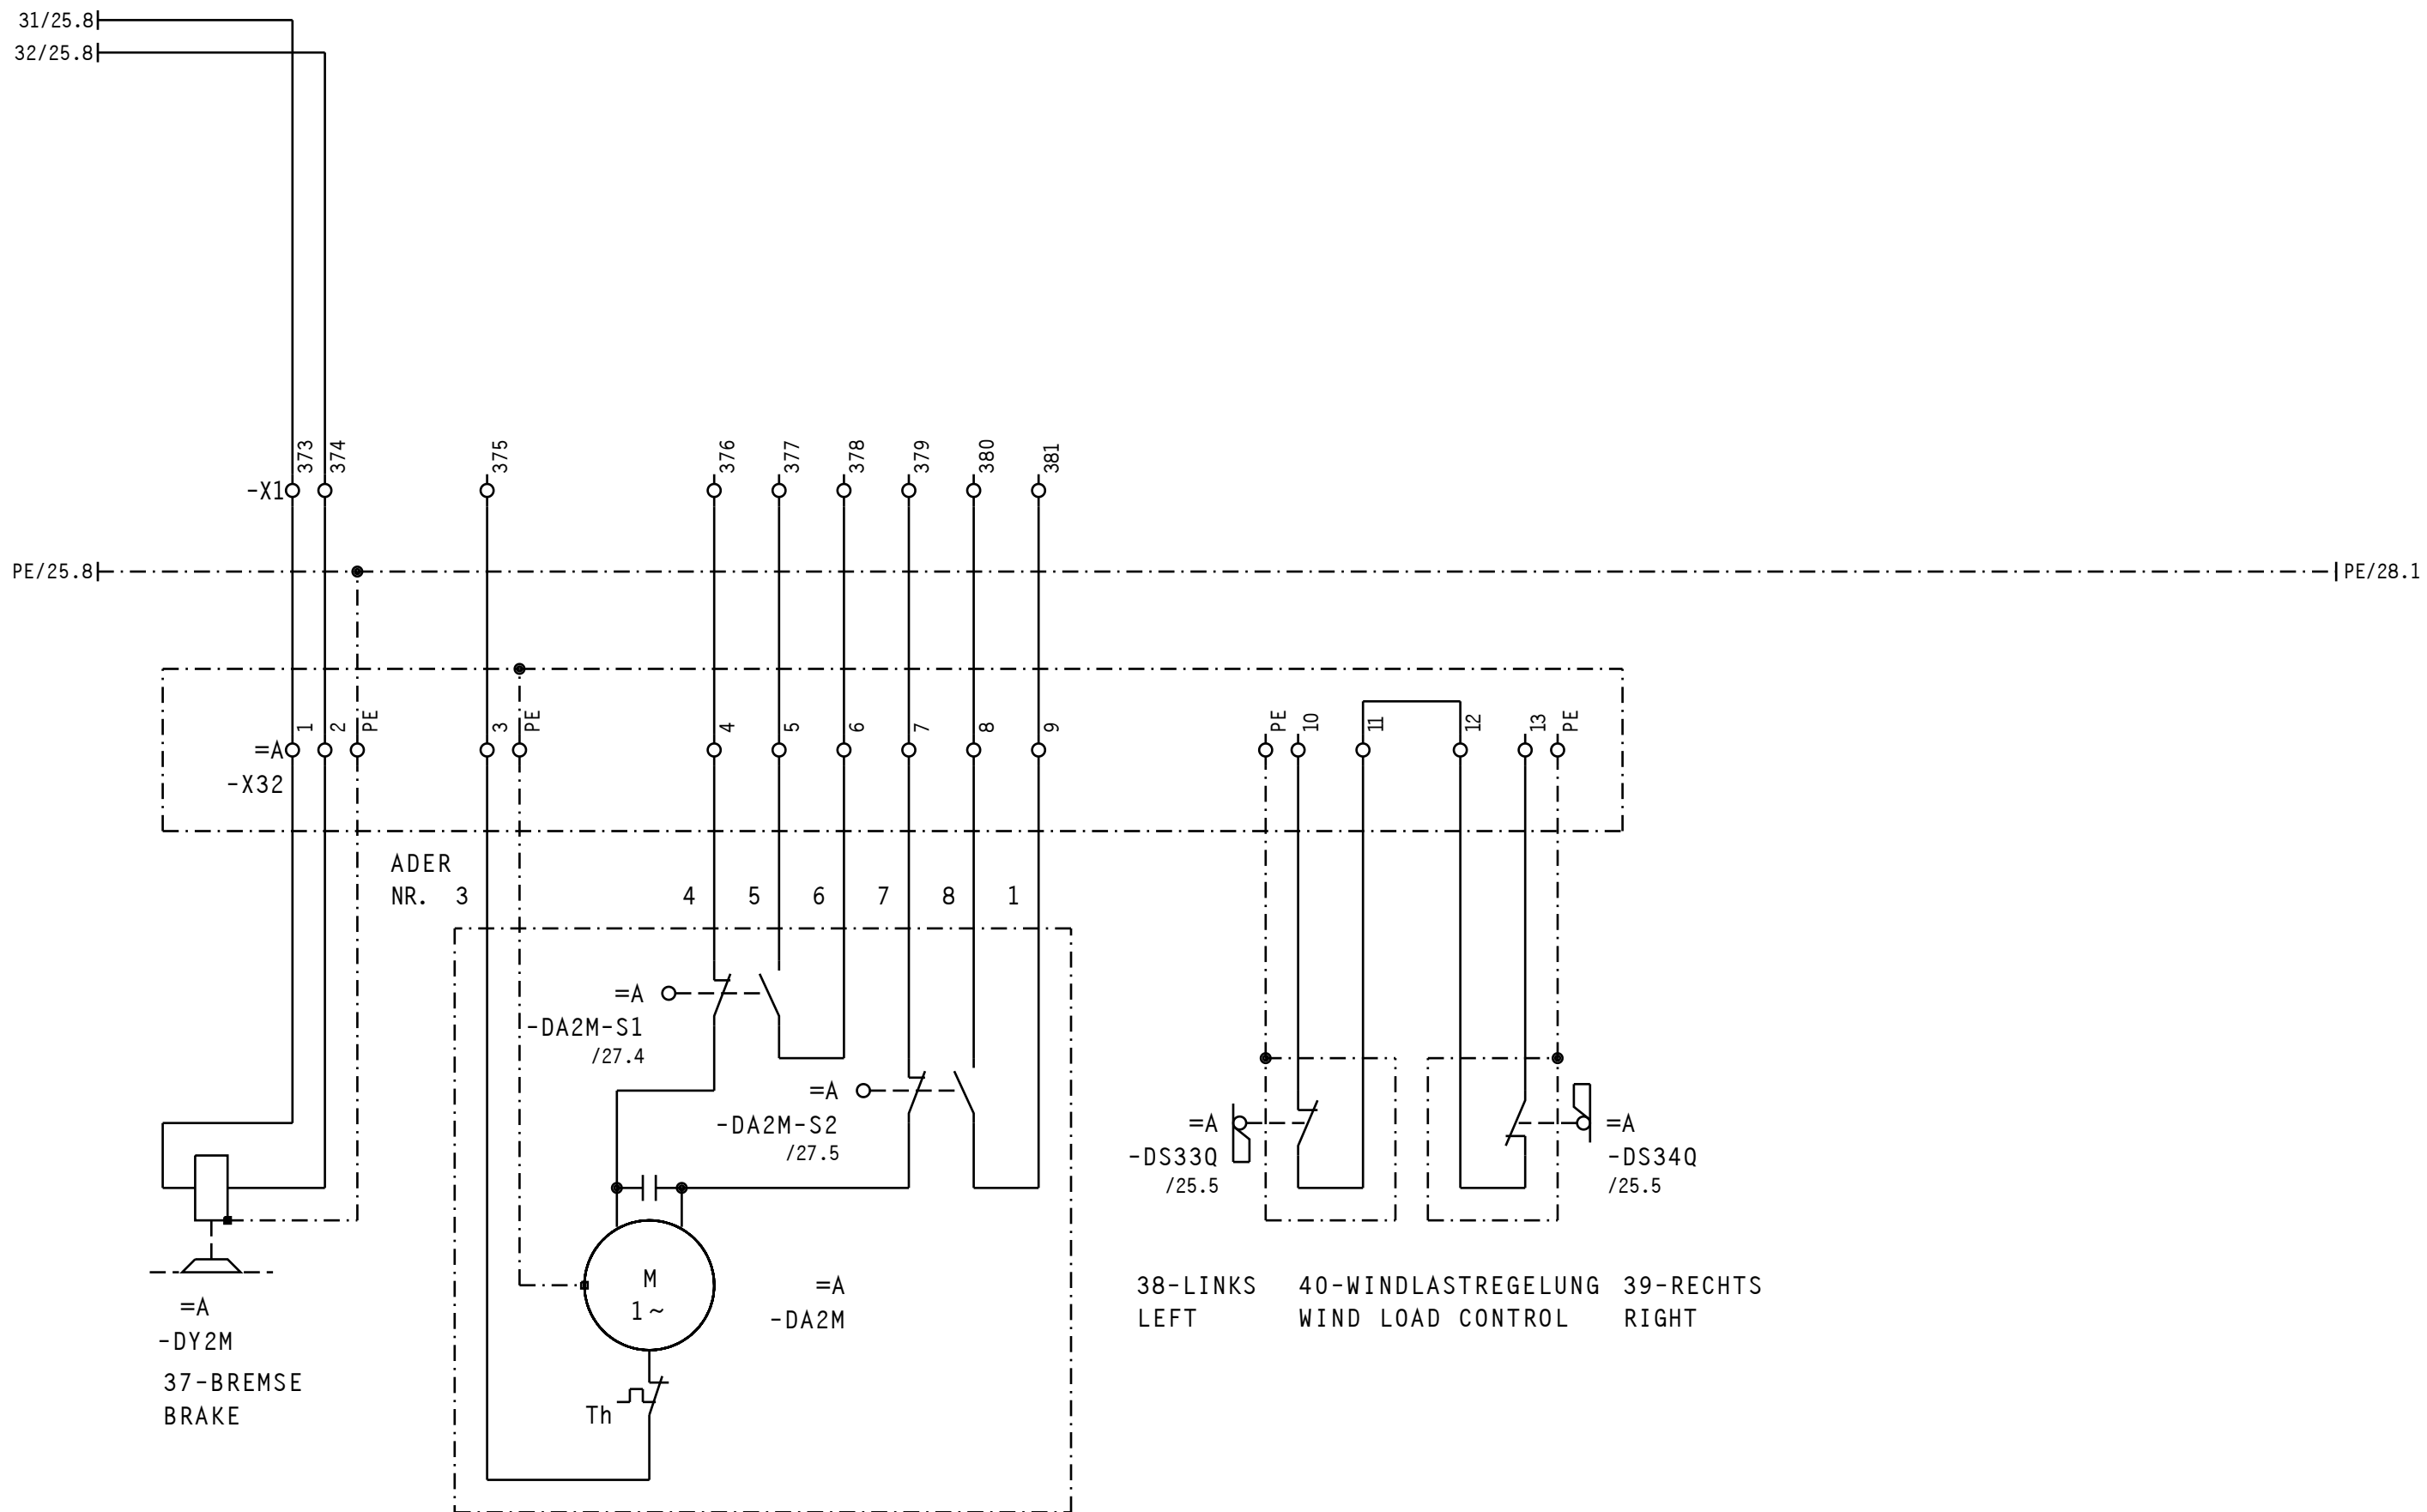 31/25.8
32/25.8
373
374
375
376
377
378
379
380
381
-X1
PE/25.8
PE/28.1
1
2
PE
3
PE
4
5
6
7
8
9
PE
10
11
12
13
PE
=A
-X32
ADER
NR. 3 4 5 6 7 8 1
=A
-DA2M-S1
/27.4
=A
-DA2M-S2
/27.5
=A
-DS33Q
/25.5
=A
-DS34Q
/25.5
M
1~
=A
-DA2M
38-LINKS
LEFT
40-WINDLASTREGELUNG
WIND LOAD CONTROL
39-RECHTS
RIGHT
=A
-DY2M
37-BREMSE
BRAKE
Th